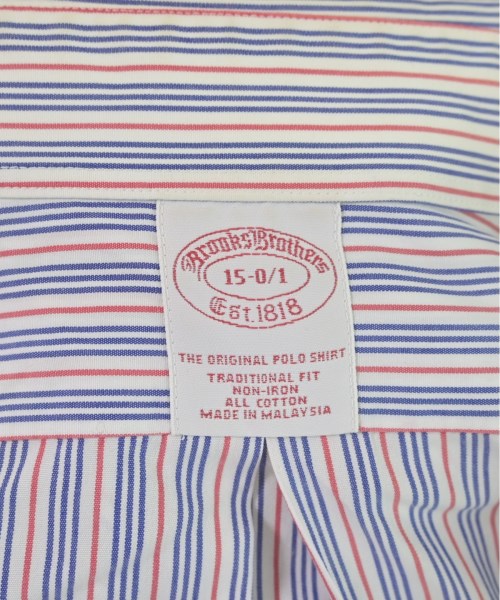 Brooks Brothers
15-0/1
Est. 1818
THE ORIGINAL POLO SHIRT
TRADITIONAL FIT
NON-IRON
ALL COTTON
MADE IN MALAYSIA